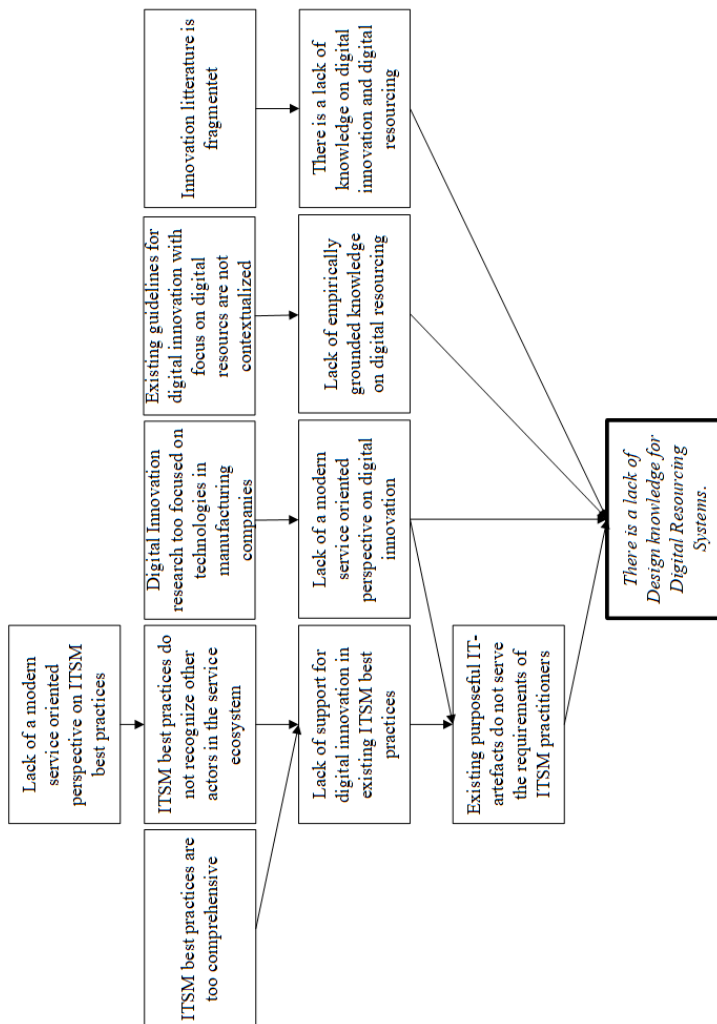 Lack of a modern
service oriented
perspective on ITSM
best practices
ITSM best practices are
too comprehensive
ITSM best practices do
not recognize other
actors in the service
ecosystem
Digital Innovation
research too focused on
technologies in
manufacturing
companies
Existing guidelines for
digital innovation with
focus on digital
resourcs are not
contextualized
Innovation litterature is
fragmentet
Lack of support for
digital innovation in
existing ITSM best
practices
Lack of a modern
service oriented
perspective on digital
innovation
Lack of empirically
grounded knowledge
on digital resourcing
There is a lack of
knowledge on digital
innovation and digital
resourcing
Existing purposeful IT-
artefacts do not serve
the requirements of
ITSM practitioners
There is a lack of
Design knowledge for
Digital Resourcing
Systems.